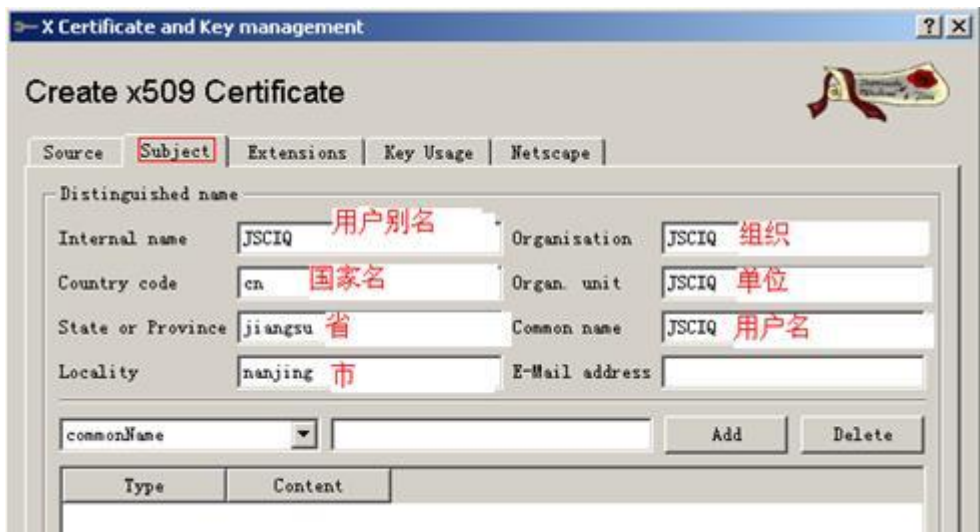 X Certificate and Key management
Create x509 Certificate
Source Subject Extensions Key Usage Netscape
Distinguished name
Internal name JSCIQ 用户别名 Organisation JSCIQ 组织
Country code cn 国家名 Organ. unit JSCIQ 单位
State or Province jiangsu 省 Common name JSCIQ 用户名
Locality nanjing 市 E-Mail address
commonName Add Delete
Type Content